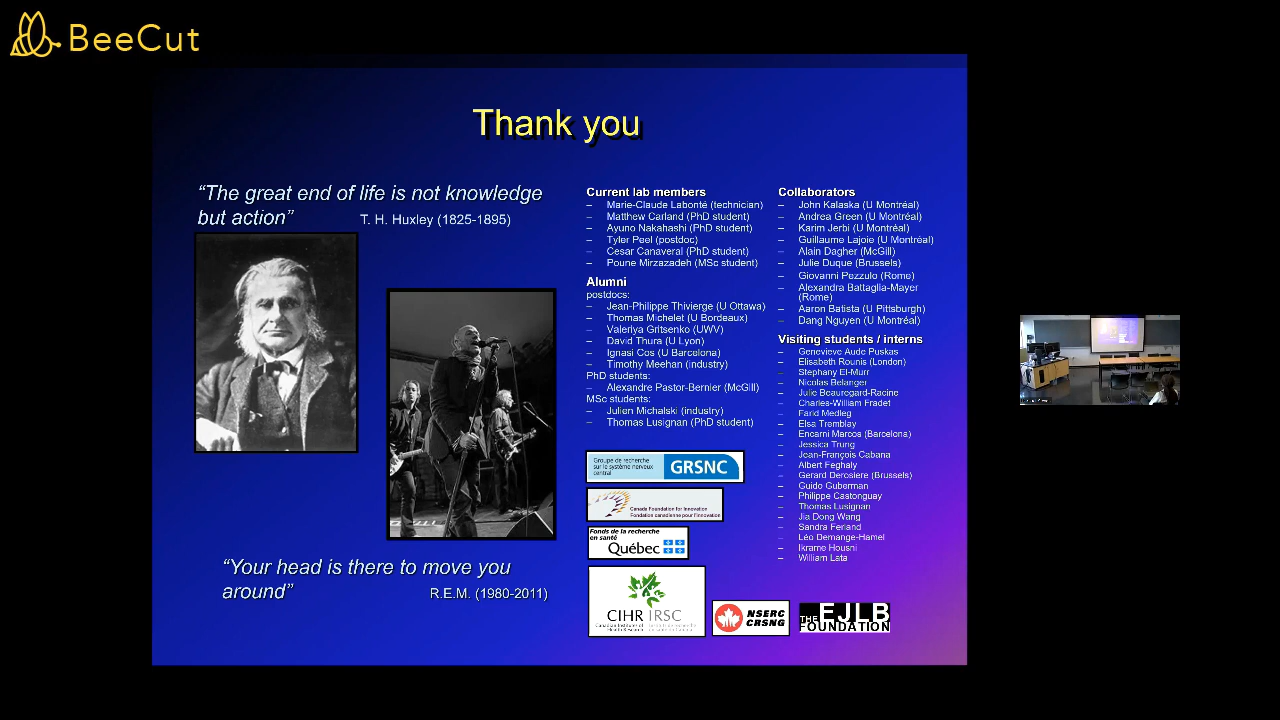 BeeCut
Thank you
“The great end of life is not knowledge
but action” T. H. Huxley (1825-1895)
“Your head is there to move you
around” R.E.M. (1980-2011)
Current lab members
– Marie-Claude Labonté (technician)
– Matthew Carland (PhD student)
– Ayuno Nakahashi (PhD student)
– Tyler Peel (postdoc)
– Cesar Canaveral (PhD student)
– Poune Mirzazadeh (MSc student)
Alumni
postdocs:
– Jean-Philippe Thivierge (U Ottawa)
– Thomas Michelet (U Bordeaux)
– Valeriya Gritsenko (UWV)
– David Thura (U Lyon)
– Ignasi Cos (U Barcelona)
– Timothy Meehan (industry)
PhD students:
– Alexandre Pastor-Bernier (McGill)
MSc students:
– Julien Michalski (industry)
– Thomas Lusignan (PhD student)
Collaborators
– John Kalaska (U Montréal)
– Andrea Green (U Montréal)
– Karim Jerbi (U Montréal)
– Guillaume Lajoie (U Montréal)
– Alain Dagher (McGill)
– Julie Duque (Brussels)
– Giovanni Pezzulo (Rome)
– Alexandra Battaglia-Mayer
(Rome)
– Aaron Batista (U Pittsburgh)
– Dang Nguyen (U Montréal)
Visiting students / interns
– Genevieve Aude Puskas
– Elisabeth Rounis (London)
– Stephany El-Murr
– Nicolas Belanger
– Julie Beauregard-Racine
– Charles-William Fradet
– Farid Medleg
– Elsa Tremblay
– Encarni Marcos (Barcelona)
– Jessica Trung
– Jean-François Cabana
– Albert Feghaly
– Gerard Derosiere (Brussels)
– Guido Guberman
– Philippe Castonguay
– Thomas Lusignan
– Jia Dong Wang
– Sandra Ferland
– Léo Demange-Hamel
– Ikrame Housni
– William Lata
Groupe de recherche
sur le système nerveux
central
GRSNC
Canada Foundation for Innovation
Fondation canadienne pour l'innovation
Fonds de la recherche
en santé
Québec
CIHR IRSC
Canadian Institutes of
Health Research
NSERC
CRSNG
THE EJLB
FOUNDATION